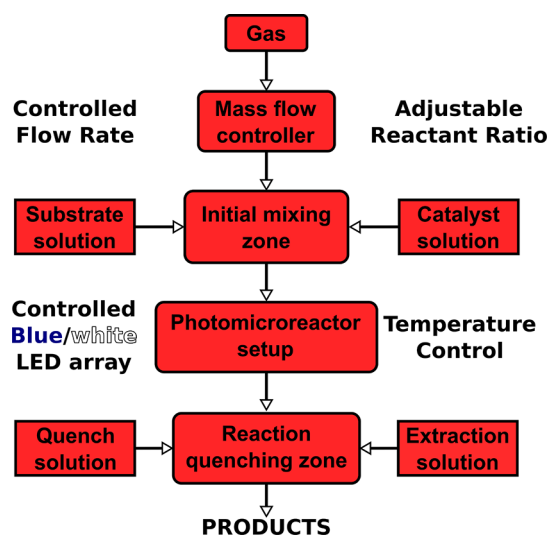 Gas
Controlled
Flow Rate
Mass flow
controller
Adjustable
Reactant Ratio
Substrate
solution
Initial mixing
zone
Catalyst
solution
Controlled
Blue/white
LED array
Photomicroreactor
setup
Temperature
Control
Quench
solution
Reaction
quenching zone
Extraction
solution
PRODUCTS